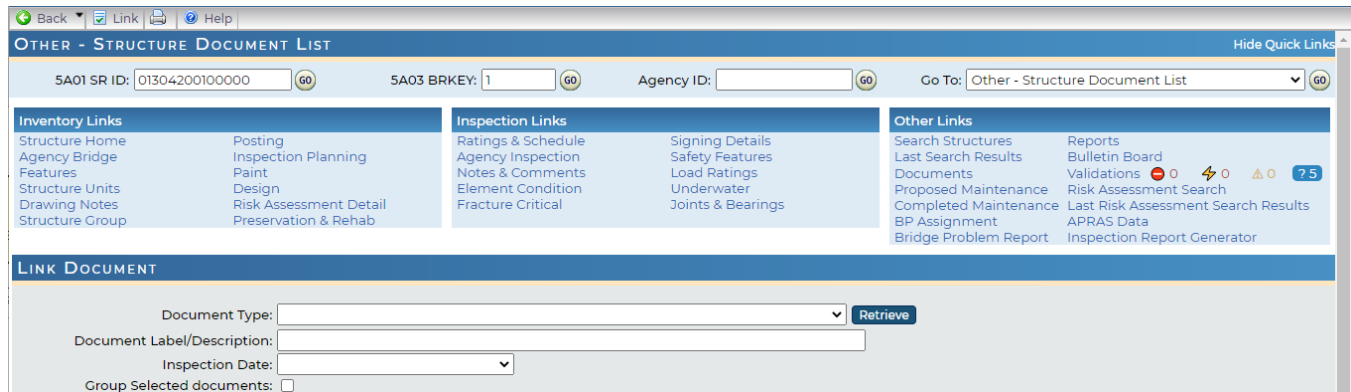 Back Link Help
OTHER - STRUCTURE DOCUMENT LIST Hide Quick Links
5A01 SR ID: 01304200100000 GO 5A03 BRKEY: 1 GO Agency ID: GO Go To: Other - Structure Document List GO
Inventory Links Inspection Links Other Links
Structure Home Posting Ratings & Schedule Signing Details Search Structures Reports
Agency Bridge Inspection Planning Agency Inspection Safety Features Last Search Results Bulletin Board
Features Paint Notes & Comments Load Ratings Documents Validations 0 0 0 ? 5
Structure Units Design Element Condition Underwater Proposed Maintenance Risk Assessment Search
Drawing Notes Risk Assessment Detail Fracture Critical Joints & Bearings Completed Maintenance Last Risk Assessment Search Results
Structure Group Preservation & Rehab BP Assignment APRAS Data
Bridge Problem Report Inspection Report Generator
LINK DOCUMENT
Document Type: Retrieve
Document Label/Description:
Inspection Date:
Group Selected documents: